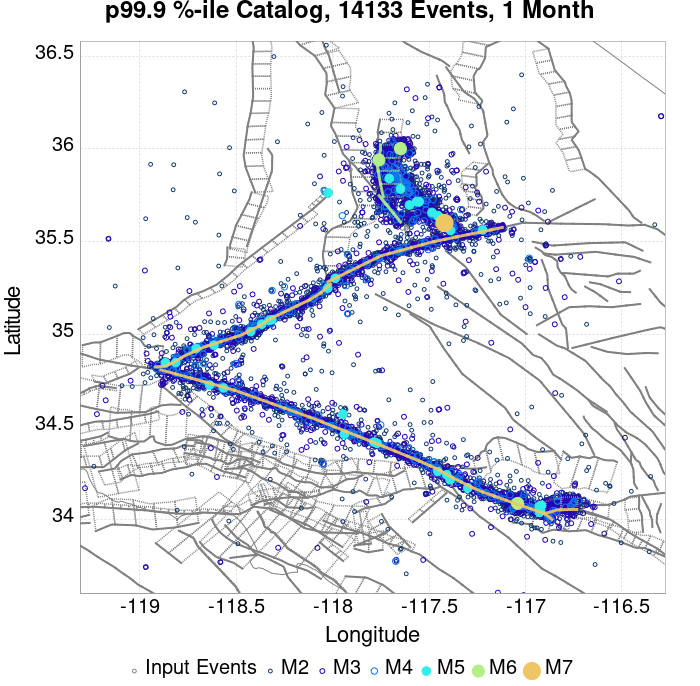 p99.9 %-ile Catalog, 14133 Events, 1 Month
36.5
36
35.5
35
34.5
34
Latitude
-119 -118.5 -118 -117.5 -117 -116.5
Longitude
Input Events M2 M3 M4 M5 M6 M7